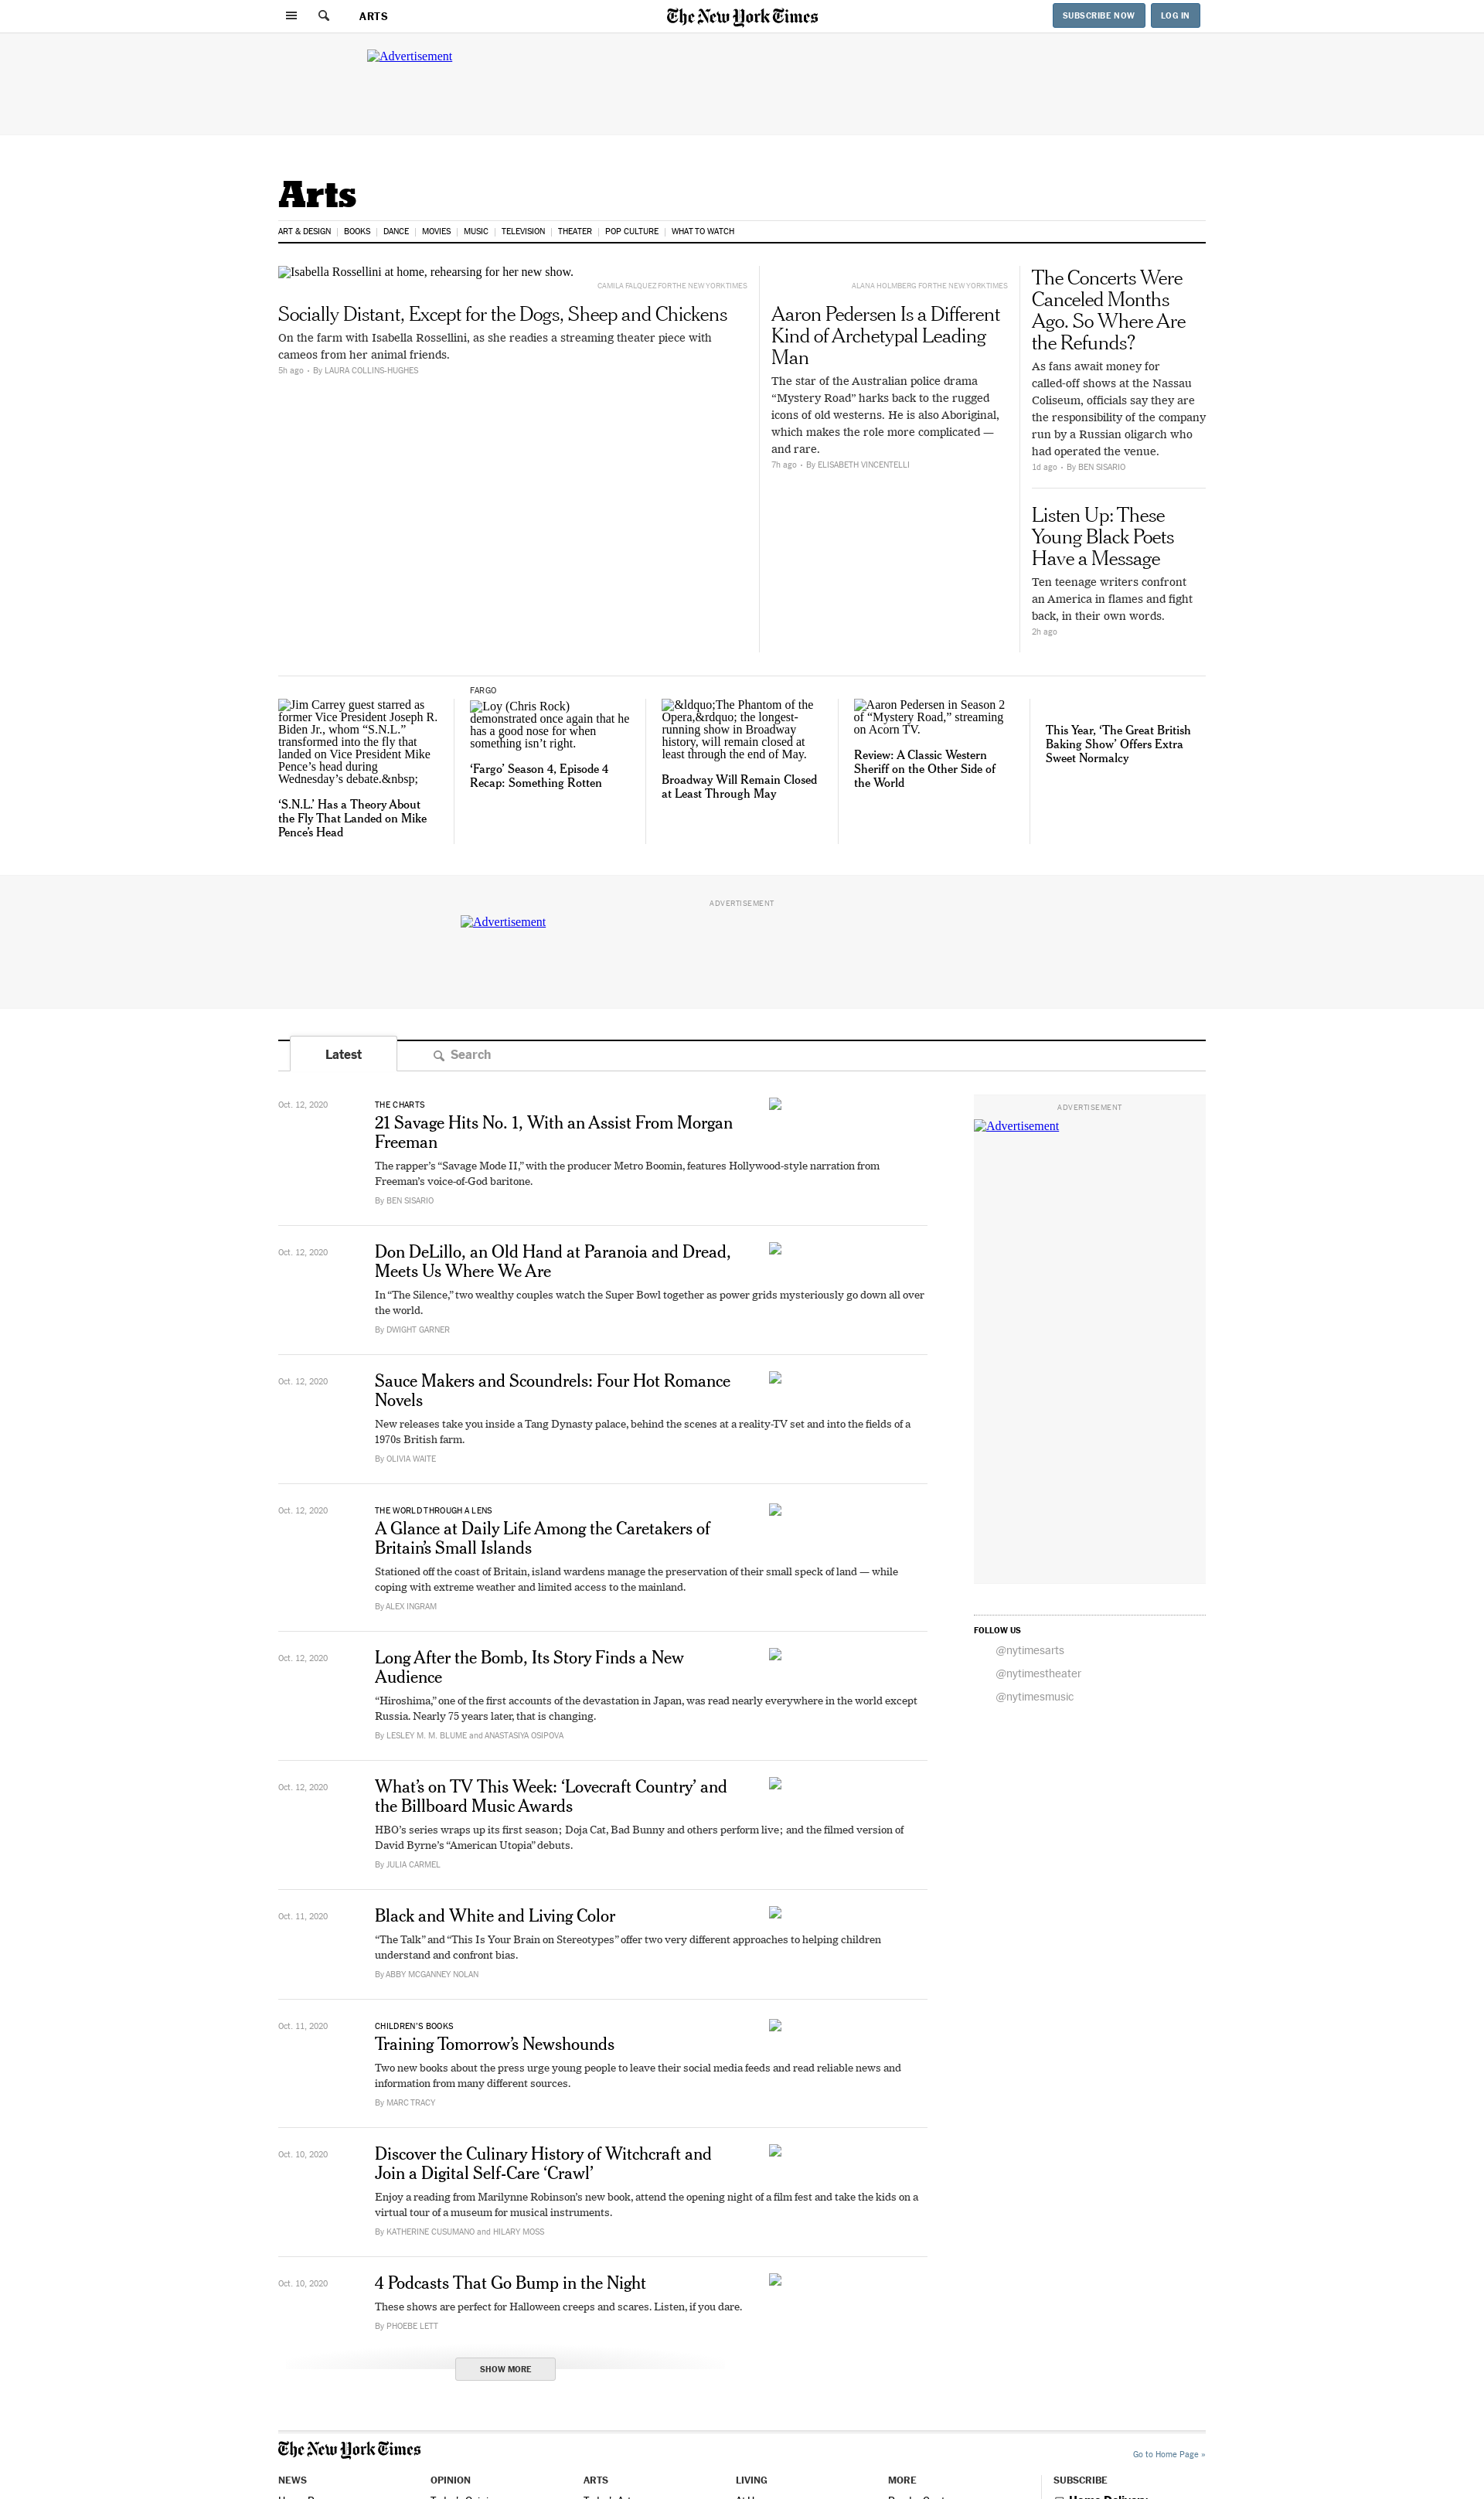 ARTS
The New York Times
SUBSCRIBE NOW
LOG IN
Advertisement
Arts
ART & DESIGN
BOOKS
DANCE
MOVIES
MUSIC
TELEVISION
THEATER
POP CULTURE
WHAT TO WATCH
Isabella Rossellini at home, rehearsing for her new show.
CAMILA FALQUEZ FOR THE NEW YORK TIMES
Socially Distant, Except for the Dogs, Sheep and Chickens
On the farm with Isabella Rossellini, as she readies a streaming theater piece with
cameos from her animal friends.
5h ago • By LAURA COLLINS-HUGHES
ALANA HOLMBERG FOR THE NEW YORK TIMES
Aaron Pedersen Is a Different
Kind of Archetypal Leading
Man
The star of the Australian police drama
“Mystery Road” harks back to the rugged
icons of old westerns. He is also Aboriginal,
which makes the role more complicated —
and rare.
7h ago • By ELISABETH VINCENTELLI
The Concerts Were
Canceled Months
Ago. So Where Are
the Refunds?
As fans await money for
called-off shows at the Nassau
Coliseum, officials say they are
the responsibility of the company
run by a Russian oligarch who
had operated the venue.
1d ago • By BEN SISARIO
Listen Up: These
Young Black Poets
Have a Message
Ten teenage writers confront
an America in flames and fight
back, in their own words.
2h ago
Jim Carrey guest starred as
former Vice President Joseph R.
Biden Jr., whom “S.N.L.”
transformed into the fly that
landed on Vice President Mike
Pence’s head during
Wednesday’s debate.&nbsp;
‘S.N.L.’ Has a Theory About
the Fly That Landed on Mike
Pence’s Head
FARGO
Loy (Chris Rock)
demonstrated once again that he
has a good nose for when
something isn’t right.
‘Fargo’ Season 4, Episode 4
Recap: Something Rotten
&ldquo;The Phantom of the
Opera,&rdquo; the longest-
running show in Broadway
history, will remain closed at
least through the end of May.
Broadway Will Remain Closed
at Least Through May
Aaron Pedersen in Season 2
of “Mystery Road,” streaming
on Acorn TV.
Review: A Classic Western
Sheriff on the Other Side of
the World
This Year, ‘The Great British
Baking Show’ Offers Extra
Sweet Normalcy
ADVERTISEMENT
Advertisement
Latest
Search
Oct. 12, 2020
THE CHARTS
21 Savage Hits No. 1, With an Assist From Morgan
Freeman
The rapper’s “Savage Mode II,” with the producer Metro Boomin, features Hollywood-style narration from
Freeman’s voice-of-God baritone.
By BEN SISARIO
Oct. 12, 2020
Don DeLillo, an Old Hand at Paranoia and Dread,
Meets Us Where We Are
In “The Silence,” two wealthy couples watch the Super Bowl together as power grids mysteriously go down all over
the world.
By DWIGHT GARNER
Oct. 12, 2020
Sauce Makers and Scoundrels: Four Hot Romance
Novels
New releases take you inside a Tang Dynasty palace, behind the scenes at a reality-TV set and into the fields of a
1970s British farm.
By OLIVIA WAITE
Oct. 12, 2020
THE WORLD THROUGH A LENS
A Glance at Daily Life Among the Caretakers of
Britain’s Small Islands
Stationed off the coast of Britain, island wardens manage the preservation of their small speck of land — while
coping with extreme weather and limited access to the mainland.
By ALEX INGRAM
Oct. 12, 2020
Long After the Bomb, Its Story Finds a New
Audience
“Hiroshima,” one of the first accounts of the devastation in Japan, was read nearly everywhere in the world except
Russia. Nearly 75 years later, that is changing.
By LESLEY M. M. BLUME and ANASTASIYA OSIPOVA
Oct. 12, 2020
What’s on TV This Week: ‘Lovecraft Country’ and
the Billboard Music Awards
HBO’s series wraps up its first season; Doja Cat, Bad Bunny and others perform live; and the filmed version of
David Byrne’s “American Utopia” debuts.
By JULIA CARMEL
Oct. 11, 2020
Black and White and Living Color
“The Talk” and “This Is Your Brain on Stereotypes” offer two very different approaches to helping children
understand and confront bias.
By ABBY MCGANNEY NOLAN
Oct. 11, 2020
CHILDREN’S BOOKS
Training Tomorrow’s Newshounds
Two new books about the press urge young people to leave their social media feeds and read reliable news and
information from many different sources.
By MARC TRACY
Oct. 10, 2020
Discover the Culinary History of Witchcraft and
Join a Digital Self-Care ‘Crawl’
Enjoy a reading from Marilynne Robinson’s new book, attend the opening night of a film fest and take the kids on a
virtual tour of a museum for musical instruments.
By KATHERINE CUSUMANO and HILARY MOSS
Oct. 10, 2020
4 Podcasts That Go Bump in the Night
These shows are perfect for Halloween creeps and scares. Listen, if you dare.
By PHOEBE LETT
SHOW MORE
ADVERTISEMENT
Advertisement
FOLLOW US
@nytimesarts
@nytimestheater
@nytimesmusic
The New York Times
Go to Home Page »
NEWS
OPINION
ARTS
LIVING
MORE
SUBSCRIBE